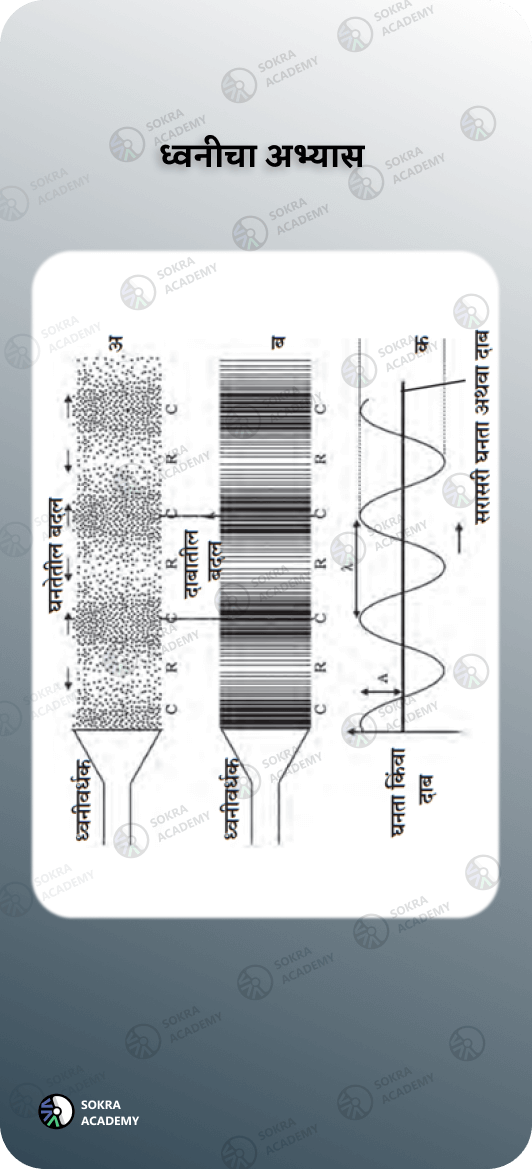 ध्वनीचा अभ्यास
घनतेतील बदल
ध्वनीवर्धक
C R C R C R C
अ
दाबातील
बदल
ध्वनीवर्धक
C R C R C R C
ब
घनता किंवा
दाब
A
λ
क
सरासरी घनता अथवा दाब
SOKRA
ACADEMY